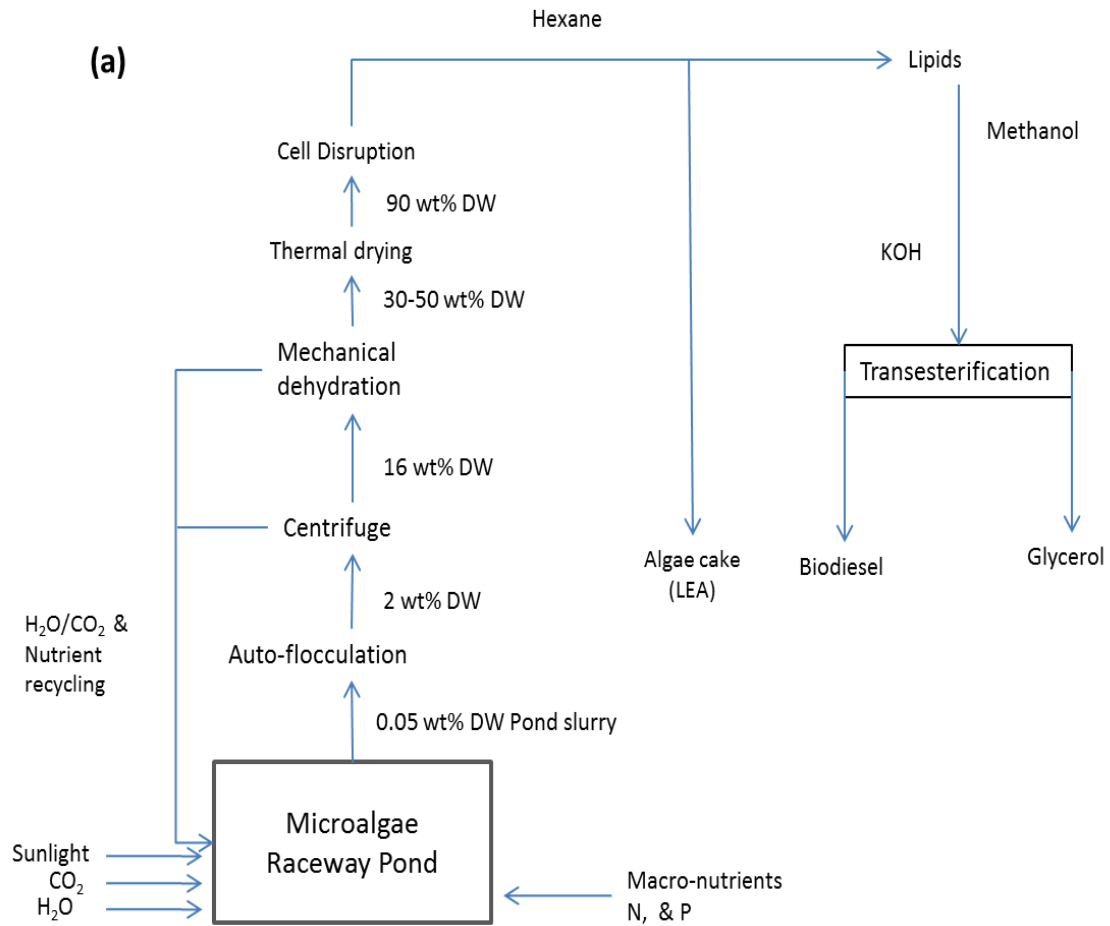 Hexane
(a)
Lipids
Methanol
Cell Disruption
90 wt% DW
KOH
Thermal drying
30-50 wt% DW
Mechanical
dehydration
Transesterification
16 wt% DW
Centrifuge
Algae cake
(LEA)
Biodiesel
Glycerol
2 wt% DW
H₂O/CO₂ &
Nutrient
recycling
Auto-flocculation
0.05 wt% DW Pond slurry
Microalgae
Raceway Pond
Sunlight
CO₂
H₂O
Macro-nutrients
N, & P